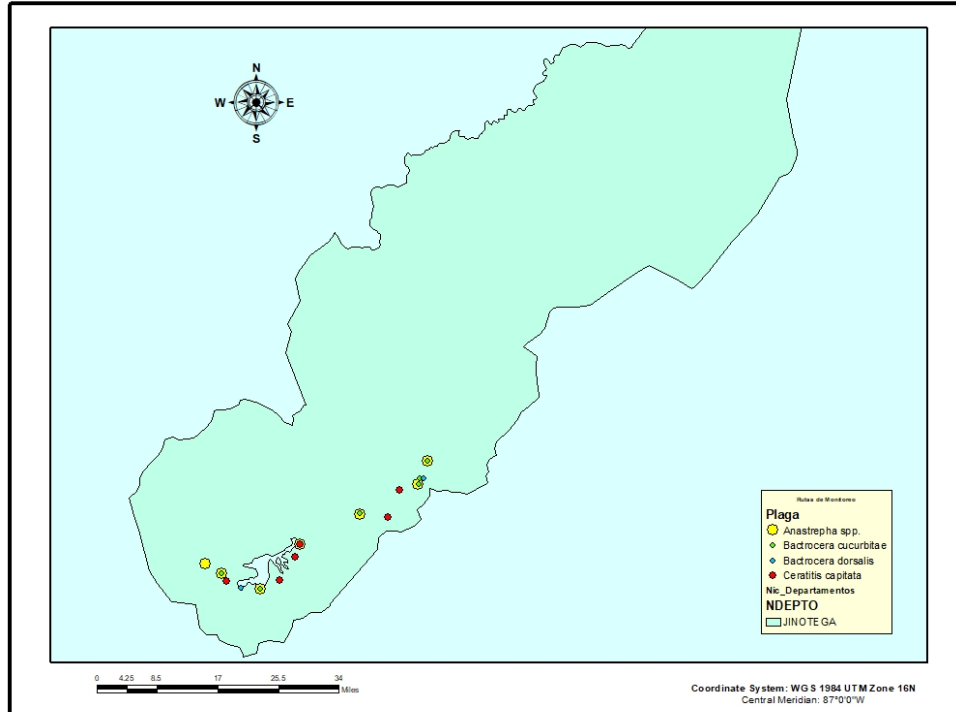 N
W E
S
Rutas de Monitoreo
Plaga
Anastrepha spp.
Bactrocera cucurbitae
Bactrocera dorsalis
Ceratitis capitata
Nic_Departamentos
NDEPTO
JINOTEGA
0 4.25 8.5 17 25.5 34
Miles
Coordinate System: WGS 1984 UTM Zone 16N
Central Meridian: 87°0'0"W